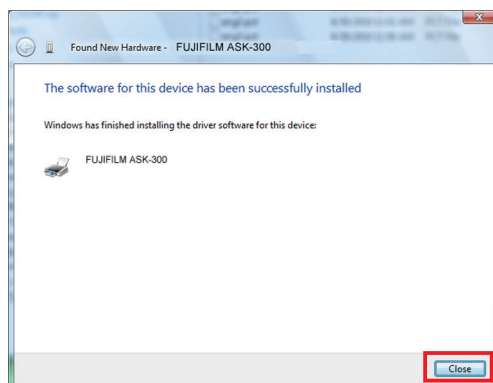 Found New Hardware - FUJIFILM ASK-300
The software for this device has been successfully installed
Windows has finished installing the driver software for this device:
FUJIFILM ASK-300
Close